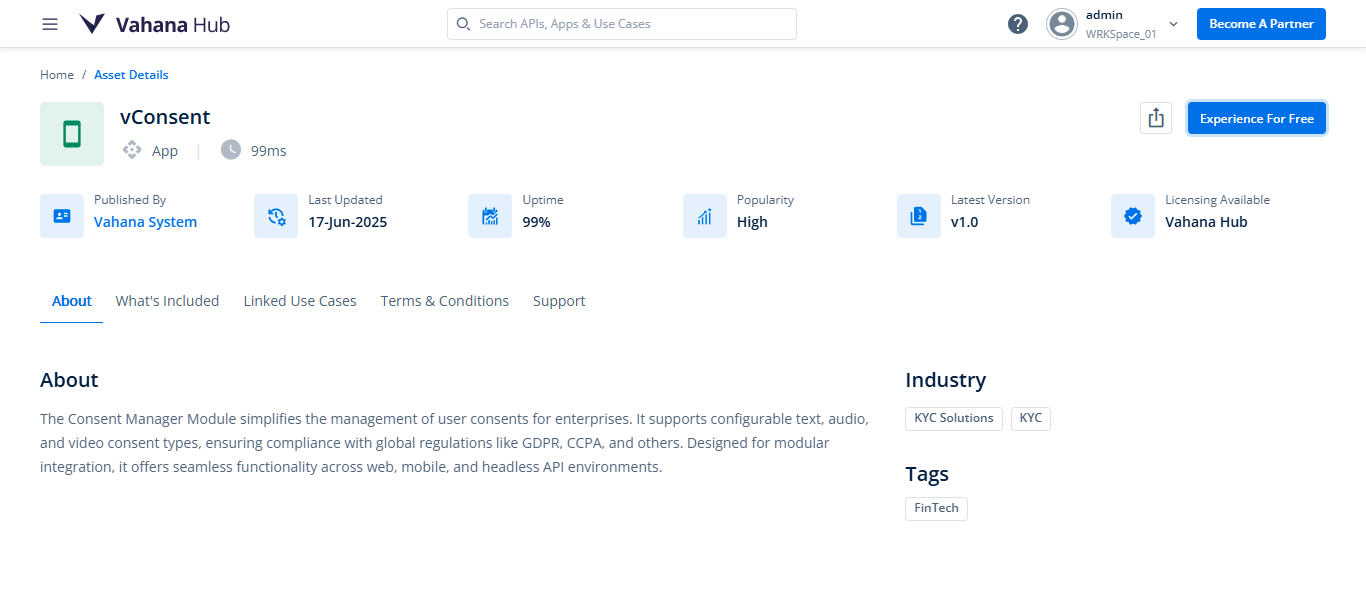 Vahana Hub
Search APIs, Apps & Use Cases
?
admin
WRKSpace_01
Become A Partner
Home / Asset Details
vConsent
App | 99ms
Experience For Free
Published By
Vahana System
Last Updated
17-Jun-2025
Uptime
99%
Popularity
High
Latest Version
v1.0
Licensing Available
Vahana Hub
About
What's Included
Linked Use Cases
Terms & Conditions
Support
About
The Consent Manager Module simplifies the management of user consents for enterprises. It supports configurable text, audio,
and video consent types, ensuring compliance with global regulations like GDPR, CCPA, and others. Designed for modular
integration, it offers seamless functionality across web, mobile, and headless API environments.
Industry
KYC Solutions
KYC
Tags
FinTech